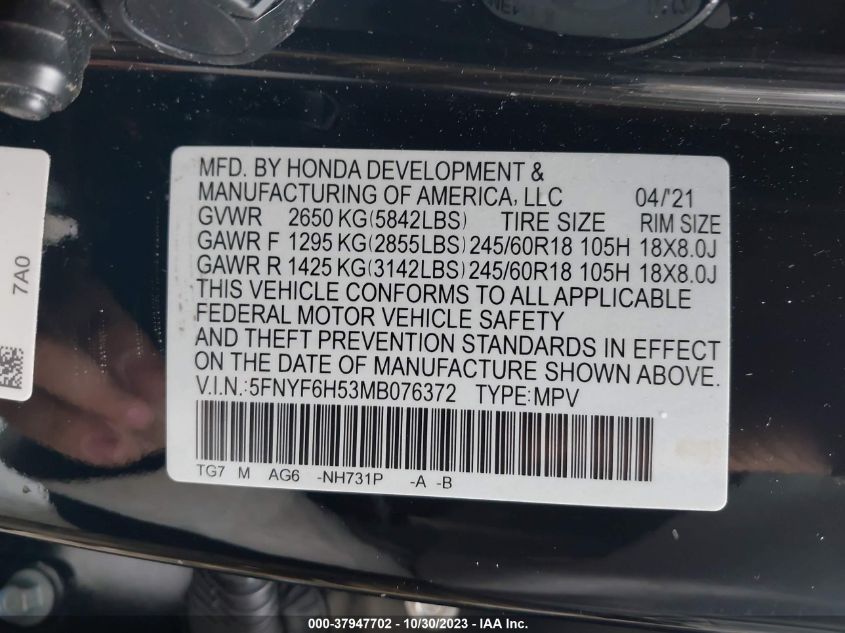 MFD. BY HONDA DEVELOPMENT &
MANUFACTURING OF AMERICA, LLC 04/'21
GVWR 2650 KG(5842LBS) TIRE SIZE RIM SIZE
GAWR F 1295 KG(2855LBS) 245/60R18 105H 18X8.0J
GAWR R 1425 KG(3142LBS) 245/60R18 105H 18X8.0J
THIS VEHICLE CONFORMS TO ALL APPLICABLE
FEDERAL MOTOR VEHICLE SAFETY
AND THEFT PREVENTION STANDARDS IN EFFECT
ON THE DATE OF MANUFACTURE SHOWN ABOVE.
V.I.N.:5FNYF6H53MB076372 TYPE:MPV
TG7 M AG6 -NH731P -A -B
7A0
000-37947702 - 10/30/2023 - IAA Inc.